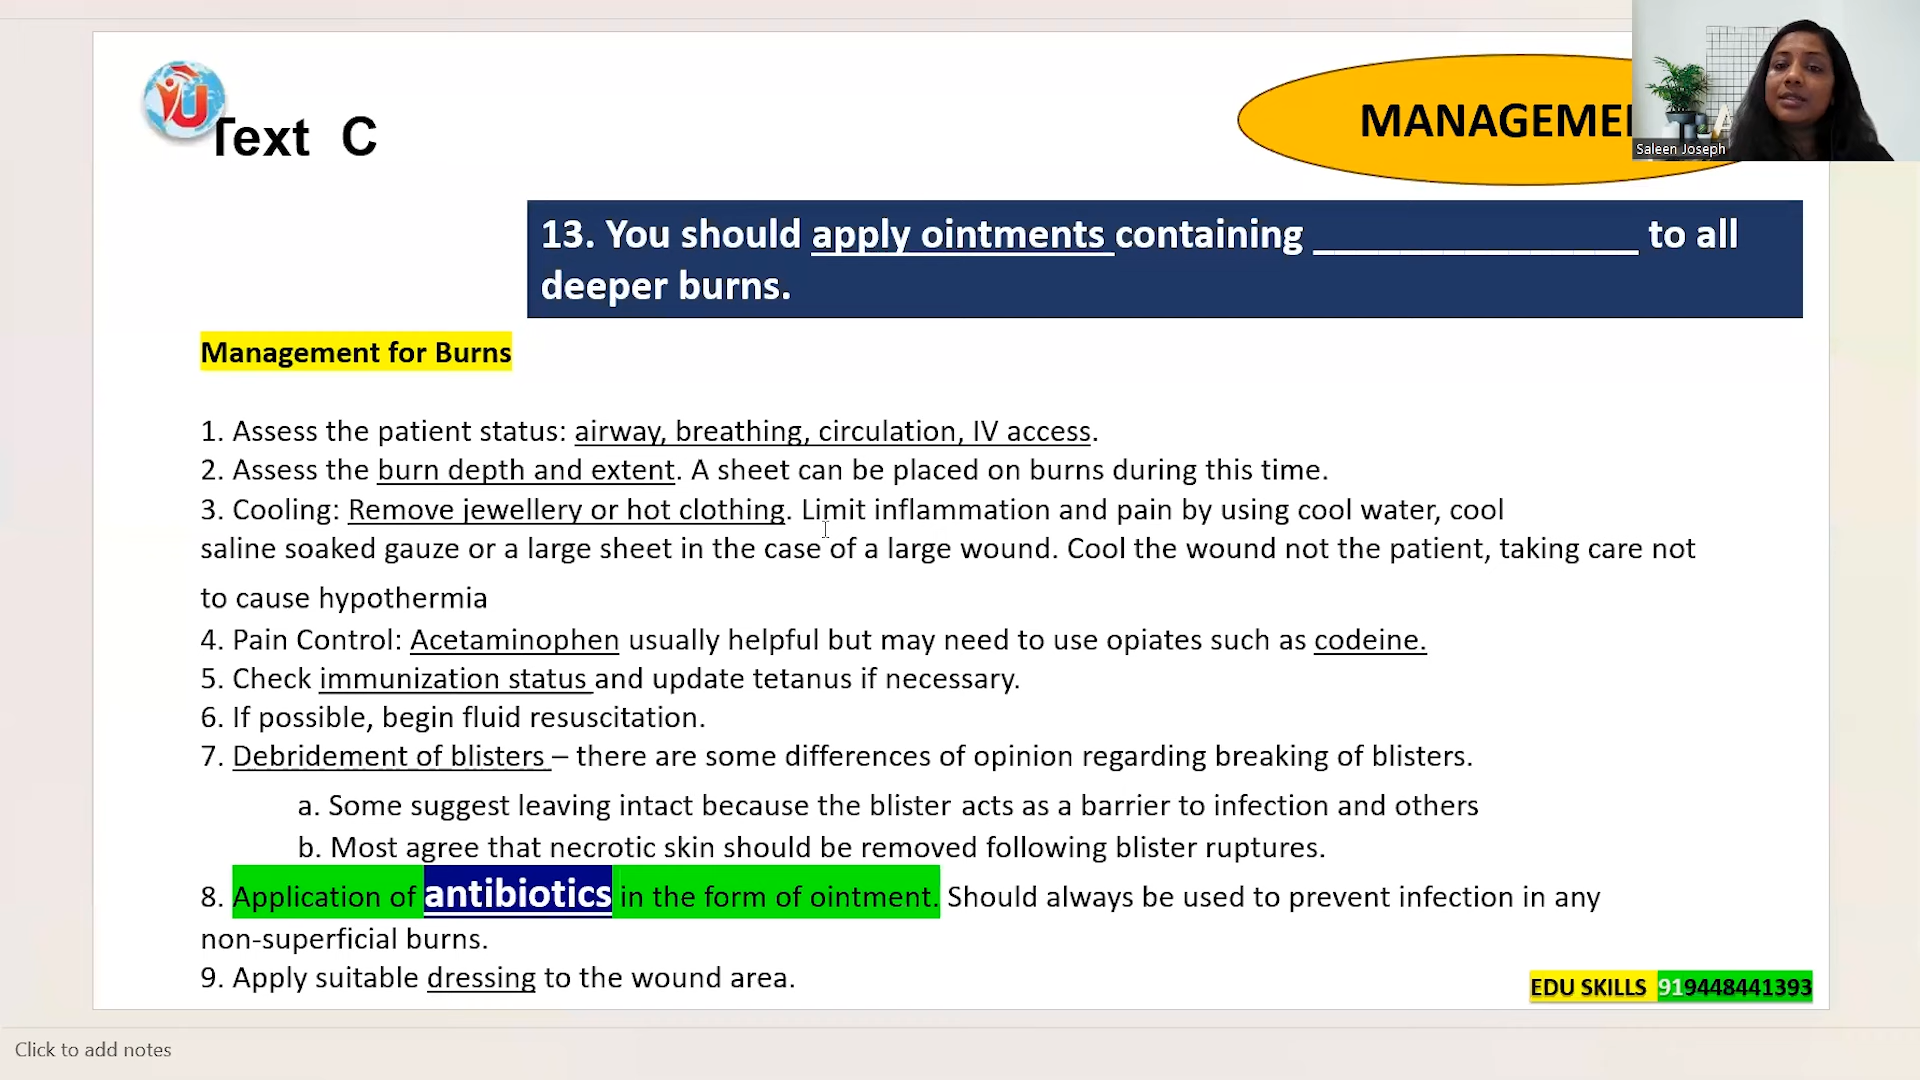 Text C
MANAGEME
Saleen Joseph
13. You should apply ointments containing _______________ to all
deeper burns.
Management for Burns
1. Assess the patient status: airway, breathing, circulation, IV access.
2. Assess the burn depth and extent. A sheet can be placed on burns during this time.
3. Cooling: Remove jewellery or hot clothing. Limit inflammation and pain by using cool water, cool
saline soaked gauze or a large sheet in the case of a large wound. Cool the wound not the patient, taking care not
to cause hypothermia
4. Pain Control: Acetaminophen usually helpful but may need to use opiates such as codeine.
5. Check immunization status and update tetanus if necessary.
6. If possible, begin fluid resuscitation.
7. Debridement of blisters – there are some differences of opinion regarding breaking of blisters.
a. Some suggest leaving intact because the blister acts as a barrier to infection and others
b. Most agree that necrotic skin should be removed following blister ruptures.
8. Application of antibiotics in the form of ointment. Should always be used to prevent infection in any
non-superficial burns.
9. Apply suitable dressing to the wound area.
EDU SKILLS 919448441393
Click to add notes